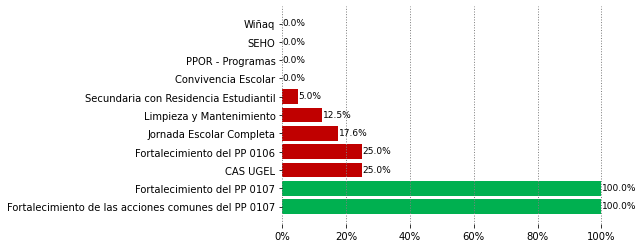 Wiñaq 0.0%
SEHO 0.0%
PPOR - Programas 0.0%
Convivencia Escolar 0.0%
Secundaria con Residencia Estudiantil 5.0%
Limpieza y Mantenimiento 12.5%
Jornada Escolar Completa 17.6%
Fortalecimiento del PP 0106 25.0%
CAS UGEL 25.0%
Fortalecimiento del PP 0107 100.0%
Fortalecimiento de las acciones comunes del PP 0107 100.0%
0% 20% 40% 60% 80% 100%